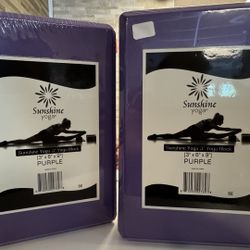 Sunshine
yoga
Sunshine Yoga 3" Yoga Block
(3" x 6" x 9")
PURPLE
Sunshine
yoga
Sunshine Yoga 3" Yoga Block
(3" x 6" x 9")
PURPLE